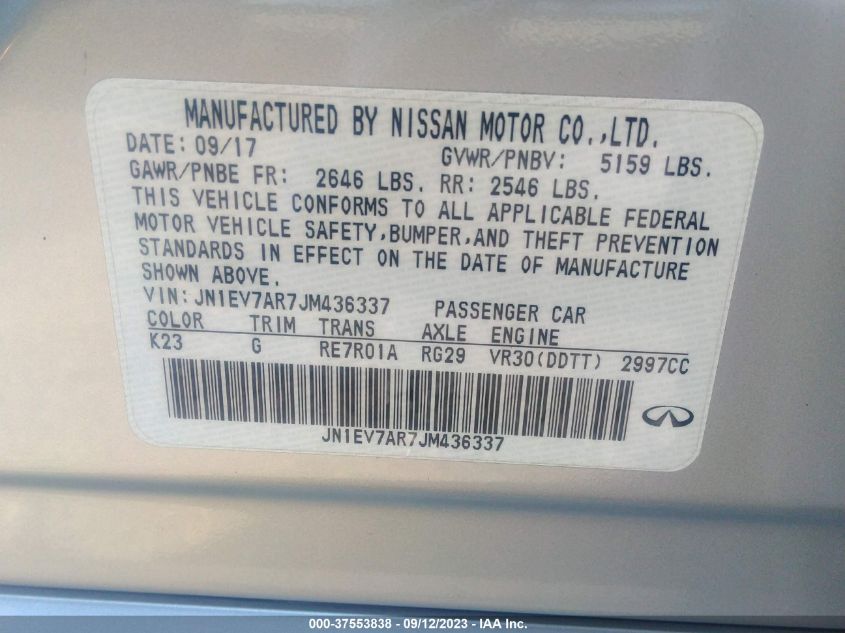 MANUFACTURED BY NISSAN MOTOR CO.,LTD.
DATE: 09/17 GVWR/PNBV: 5159 LBS.
GAWR/PNBE FR: 2646 LBS. RR: 2546 LBS.
THIS VEHICLE CONFORMS TO ALL APPLICABLE FEDERAL
MOTOR VEHICLE SAFETY,BUMPER,AND THEFT PREVENTION
STANDARDS IN EFFECT ON THE DATE OF MANUFACTURE
SHOWN ABOVE.
VIN: JN1EV7AR7JM436337 PASSENGER CAR
COLOR TRIM TRANS AXLE ENGINE
K23 G RE7R01A RG29 VR30(DDTT) 2997CC
JN1EV7AR7JM436337
000-37553838 - 09/12/2023 - IAA Inc.